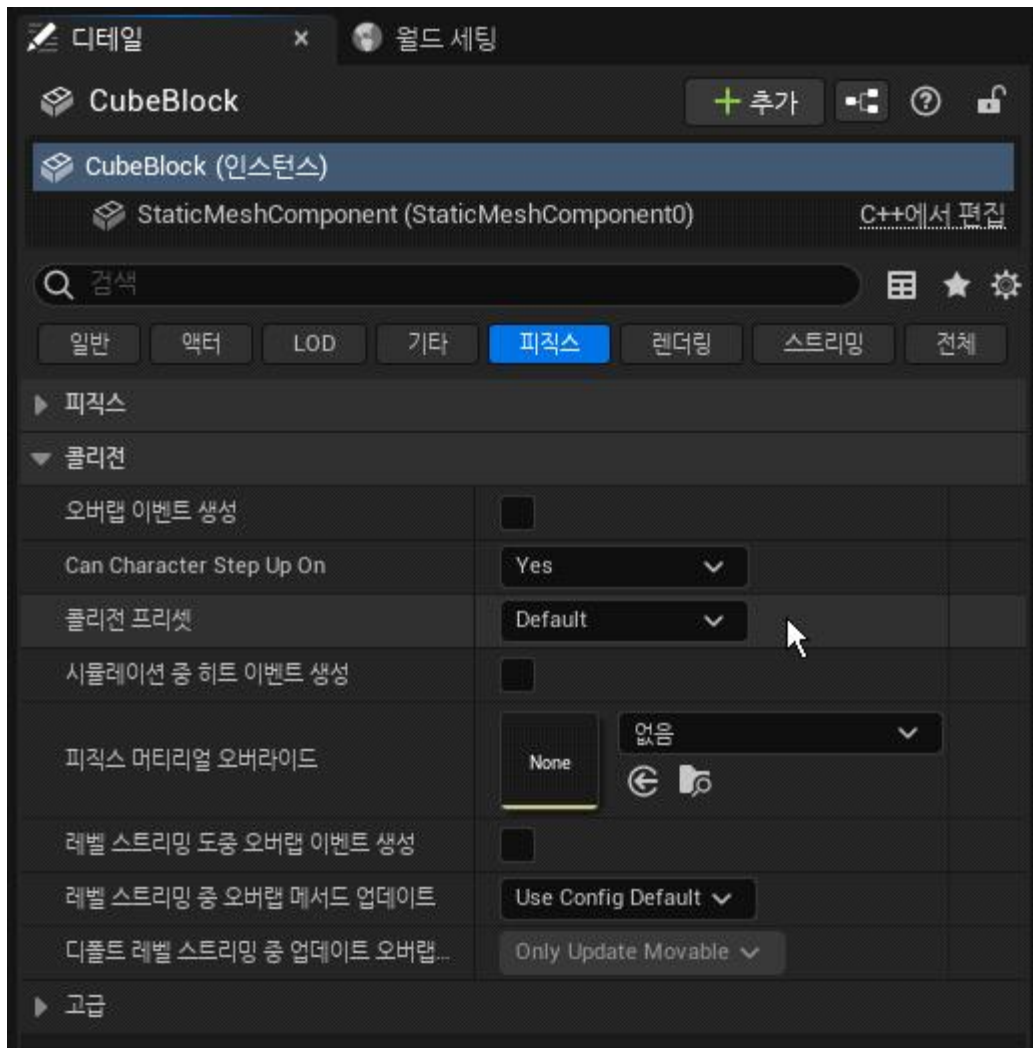 디테일 × 월드 세팅
CubeBlock + 추가
CubeBlock (인스턴스)
StaticMeshComponent (StaticMeshComponent0) C++에서 편집
검색
일반 액터 LOD 기타 피직스 렌더링 스트리밍 전체
피직스
콜리전
오버랩 이벤트 생성
Can Character Step Up On Yes
콜리전 프리셋 Default
시뮬레이션 중 히트 이벤트 생성
피직스 머티리얼 오버라이드 None 없음
레벨 스트리밍 도중 오버랩 이벤트 생성
레벨 스트리밍 중 오버랩 메서드 업데이트 Use Config Default
디폴트 레벨 스트리밍 중 업데이트 오버랩... Only Update Movable
고급